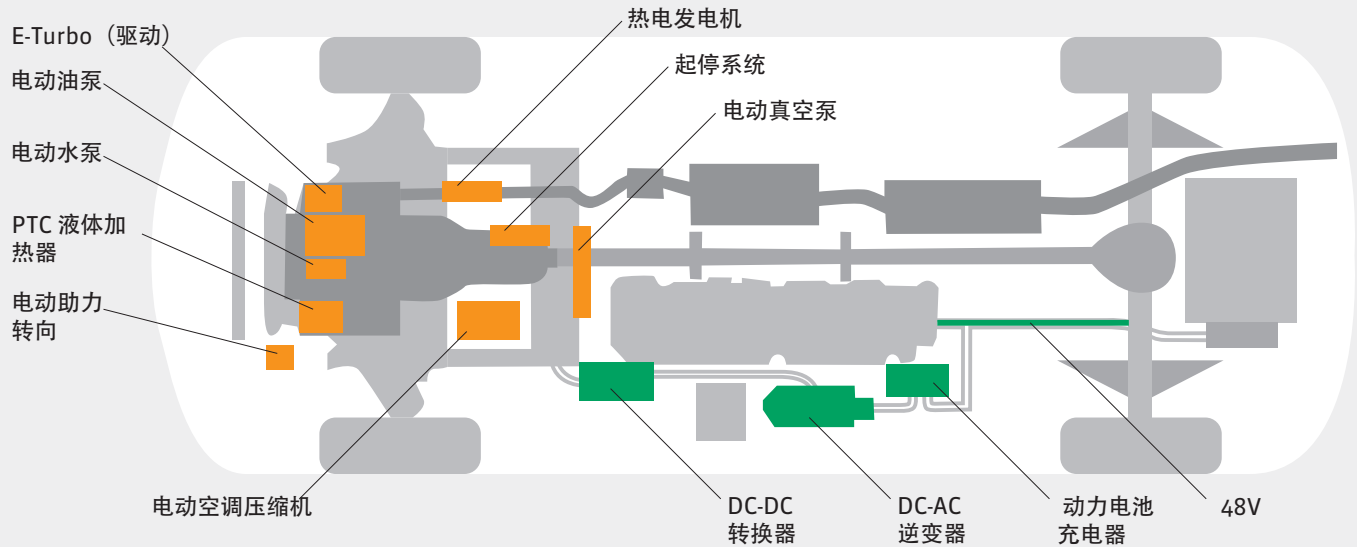 热电发电机
E-Turbo（驱动）
起停系统
电动油泵
电动真空泵
电动水泵
PTC 液体加
热器
电动助力
转向
电动空调压缩机
DC-DC
转换器
DC-AC
逆变器
动力电池
充电器
48V